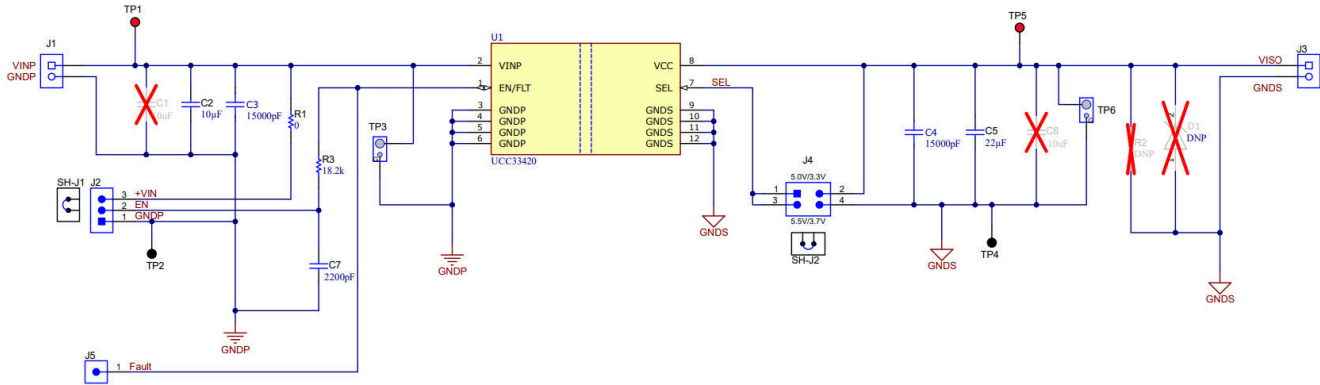 TP1
TP5
J1
U1
J3
VINP
2
VINP
VCC
8
VISO
GNDP
1
EN/FLT
SEL
7
SEL
GNDS
C1
10uF
C2
10µF
C3
15000pF
R1
0
3
GNDP
GNDS
9
4
GNDP
GNDS
10
5
GNDP
GNDS
11
6
GNDP
GNDS
12
UCC33420
TP3
TP6
C4
15000pF
C5
22µF
C6
10uF
R2
DNP
D1
DNP
2
1
R3
18.2k
J4
5.0V/3.3V
1
2
3
4
5.5V/3.7V
SH-J2
SH-J1
J2
3
+VIN
2
EN
1
GNDP
TP2
C7
2200pF
GNDP
GNDS
GNDS
TP4
GNDS
GNDP
J5
1
Fault